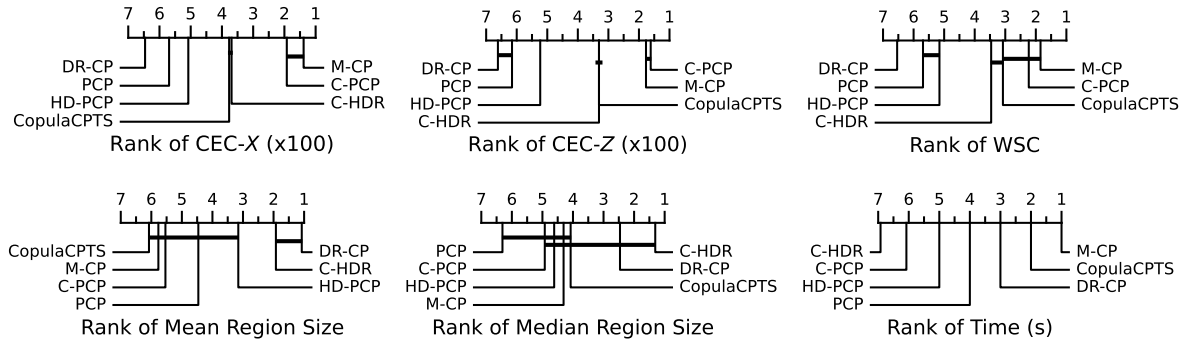 7 6 5 4 3 2 1
DR-CP M-CP
PCP C-PCP
HD-PCP C-HDR
CopulaCPTS
Rank of CEC-X (x100)
7 6 5 4 3 2 1
DR-CP C-PCP
PCP M-CP
HD-PCP CopulaCPTS
C-HDR
Rank of CEC-Z (x100)
7 6 5 4 3 2 1
DR-CP M-CP
PCP C-PCP
HD-PCP CopulaCPTS
C-HDR
Rank of WSC
7 6 5 4 3 2 1
CopulaCPTS DR-CP
M-CP C-HDR
C-PCP HD-PCP
PCP
Rank of Mean Region Size
7 6 5 4 3 2 1
PCP C-HDR
C-PCP DR-CP
HD-PCP CopulaCPTS
M-CP
Rank of Median Region Size
7 6 5 4 3 2 1
C-HDR M-CP
C-PCP CopulaCPTS
HD-PCP DR-CP
PCP
Rank of Time (s)